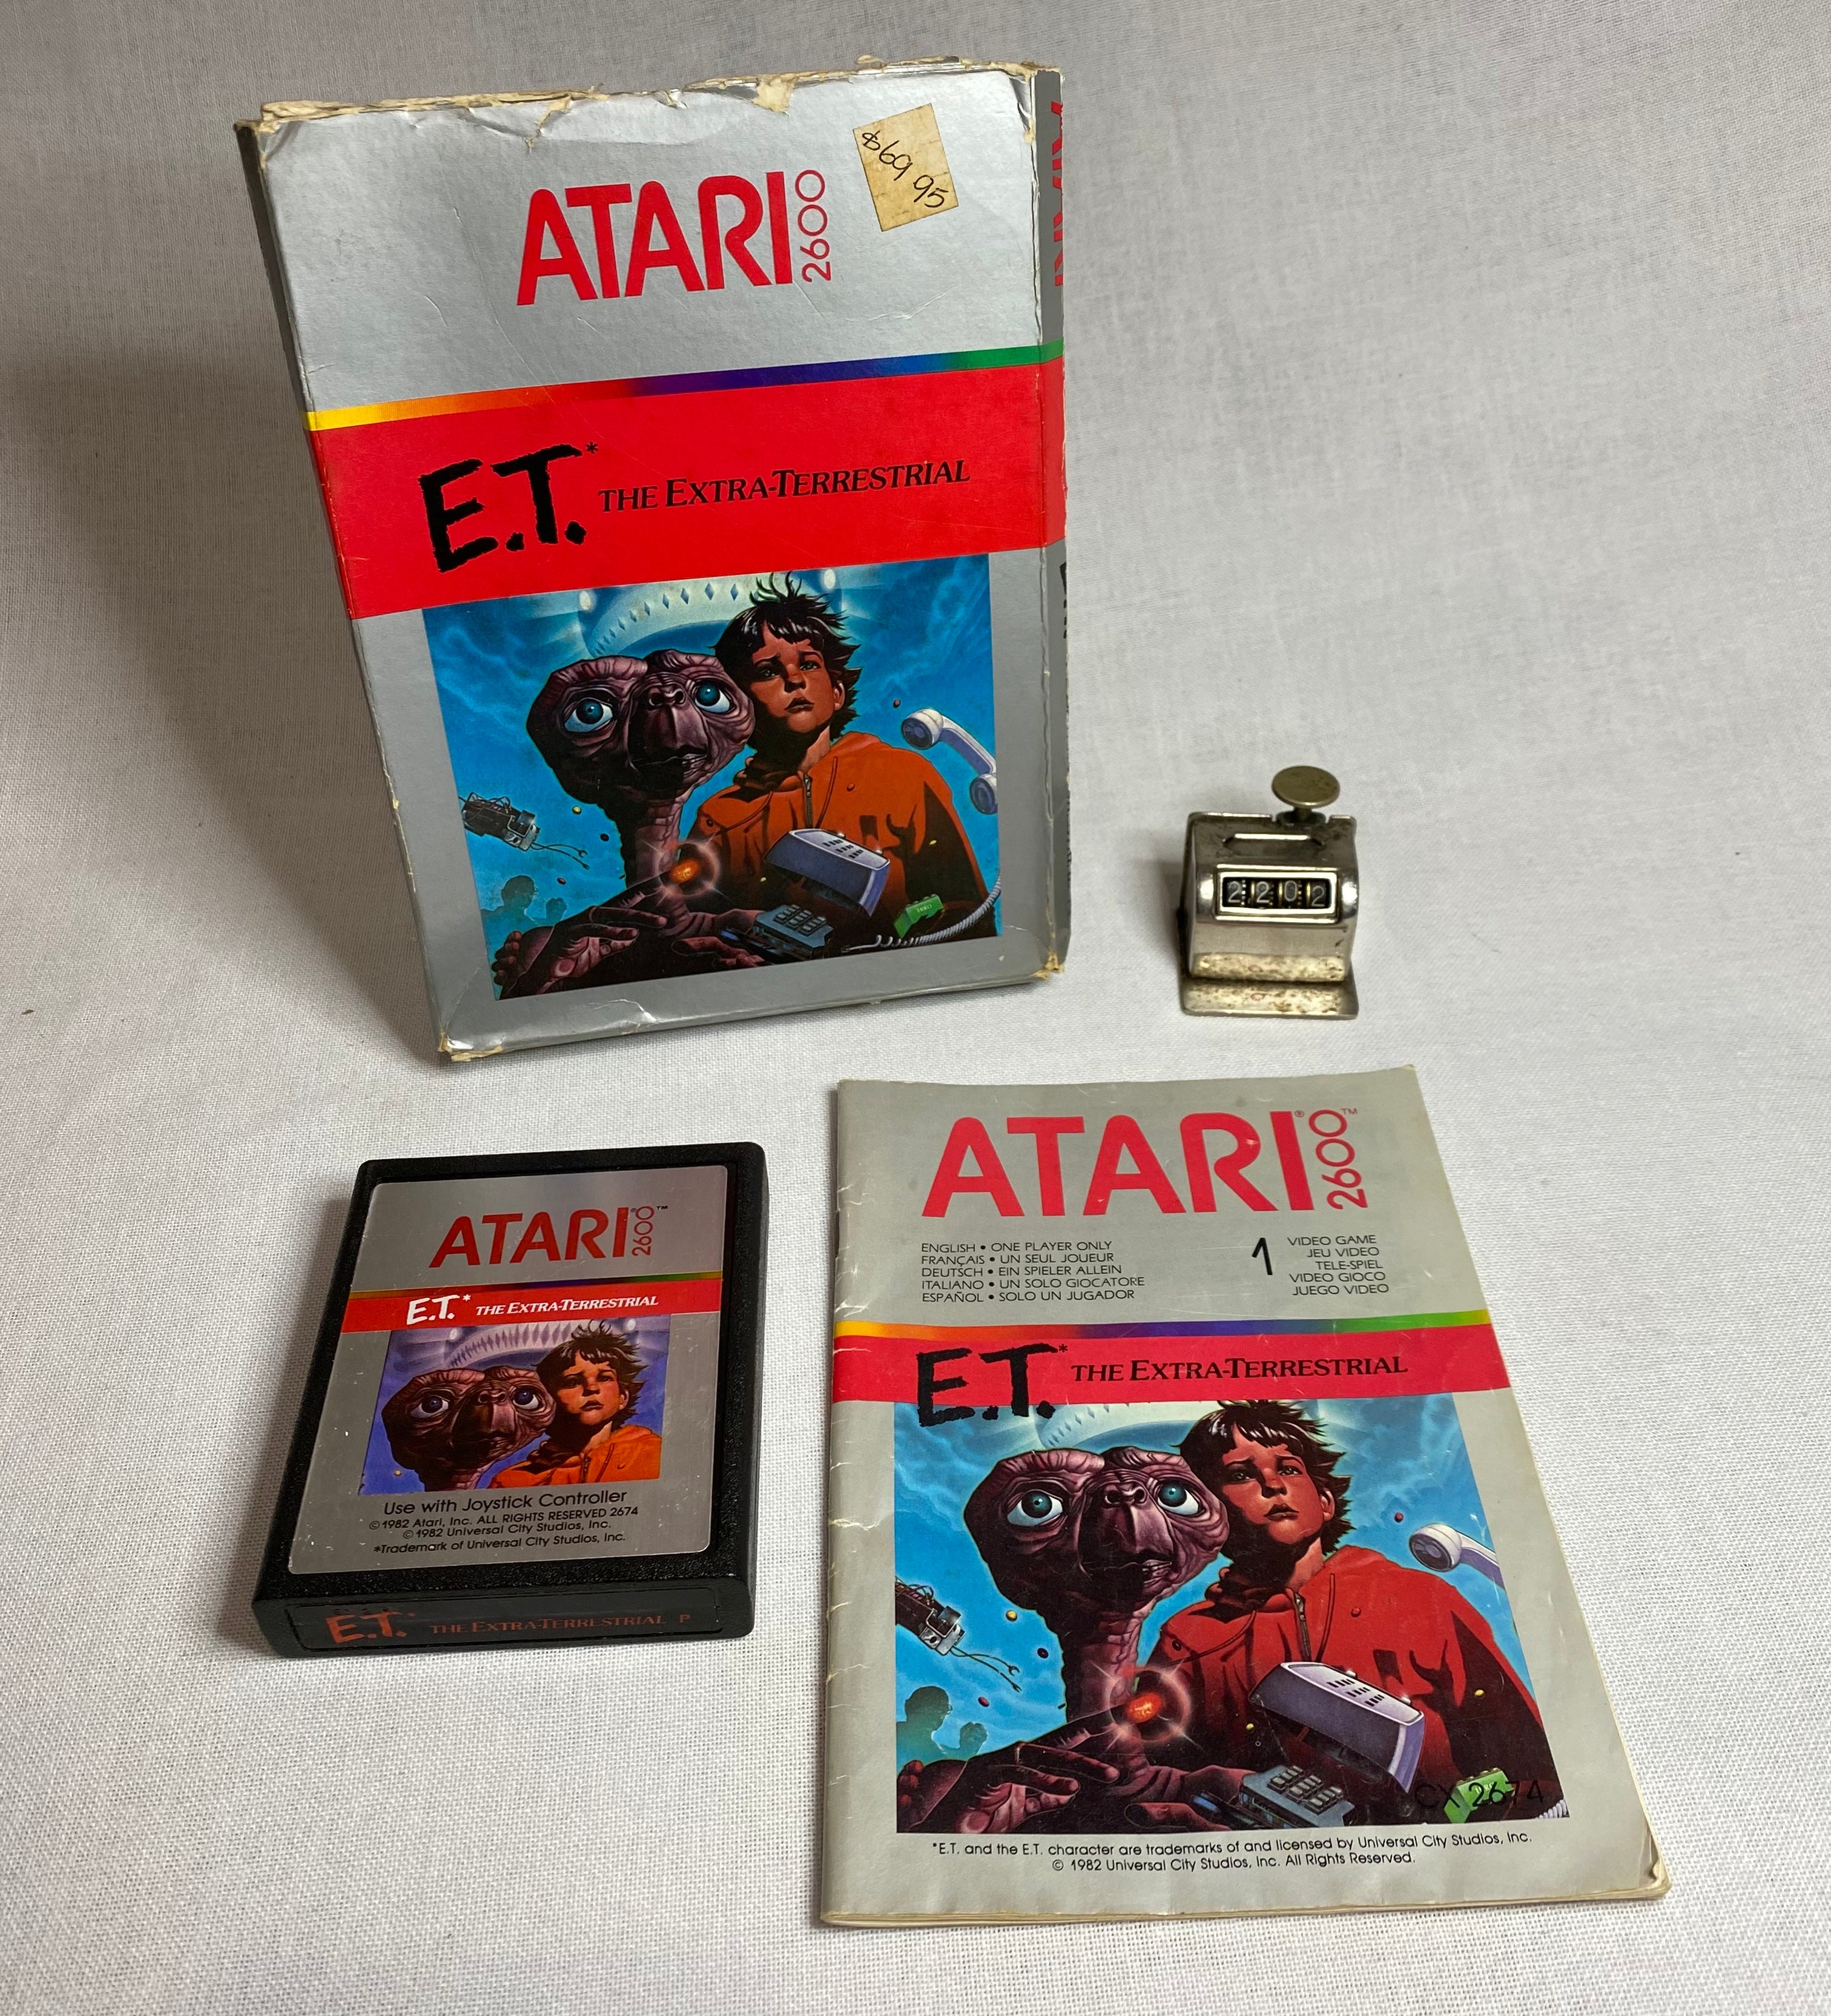 ATARI 2600
$69 95
E.T.* THE EXTRA-TERRESTRIAL
2202
ATARI 2600™
E.T.* THE EXTRA-TERRESTRIAL
Use with Joystick Controller
©1982 Atari, Inc. ALL RIGHTS RESERVED 2674
©1982 Universal City Studios, Inc.
*Trademark of Universal City Studios, Inc.
E.T.* THE EXTRA-TERRESTRIAL P
ATARI® 2600™
ENGLISH • ONE PLAYER ONLY
FRANÇAIS • UN SEUL JOUEUR
DEUTSCH • EIN SPIELER ALLEIN
ITALIANO • UN SOLO GIOCATORE
ESPAÑOL • SOLO UN JUGADOR
1
VIDEO GAME
JEU VIDEO
TELE-SPIEL
VIDEO GIOCO
JUEGO VIDEO
E.T.* THE EXTRA-TERRESTRIAL
CX 2674
*E.T. and the E.T. character are trademarks of and licensed by Universal City Studios, Inc.
© 1982 Universal City Studios, Inc. All Rights Reserved.